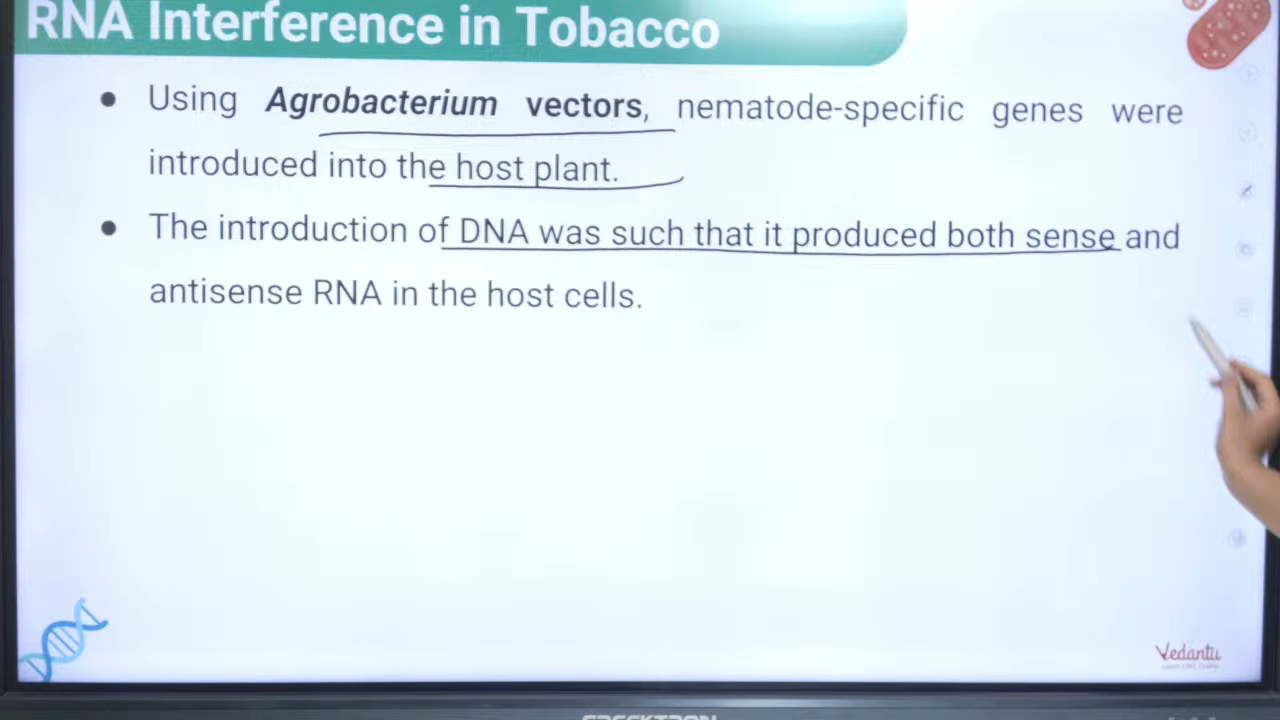 RNA Interference in Tobacco
• Using Agrobacterium vectors, nematode-specific genes were
introduced into the host plant.
• The introduction of DNA was such that it produced both sense and
antisense RNA in the host cells.
Vedantu